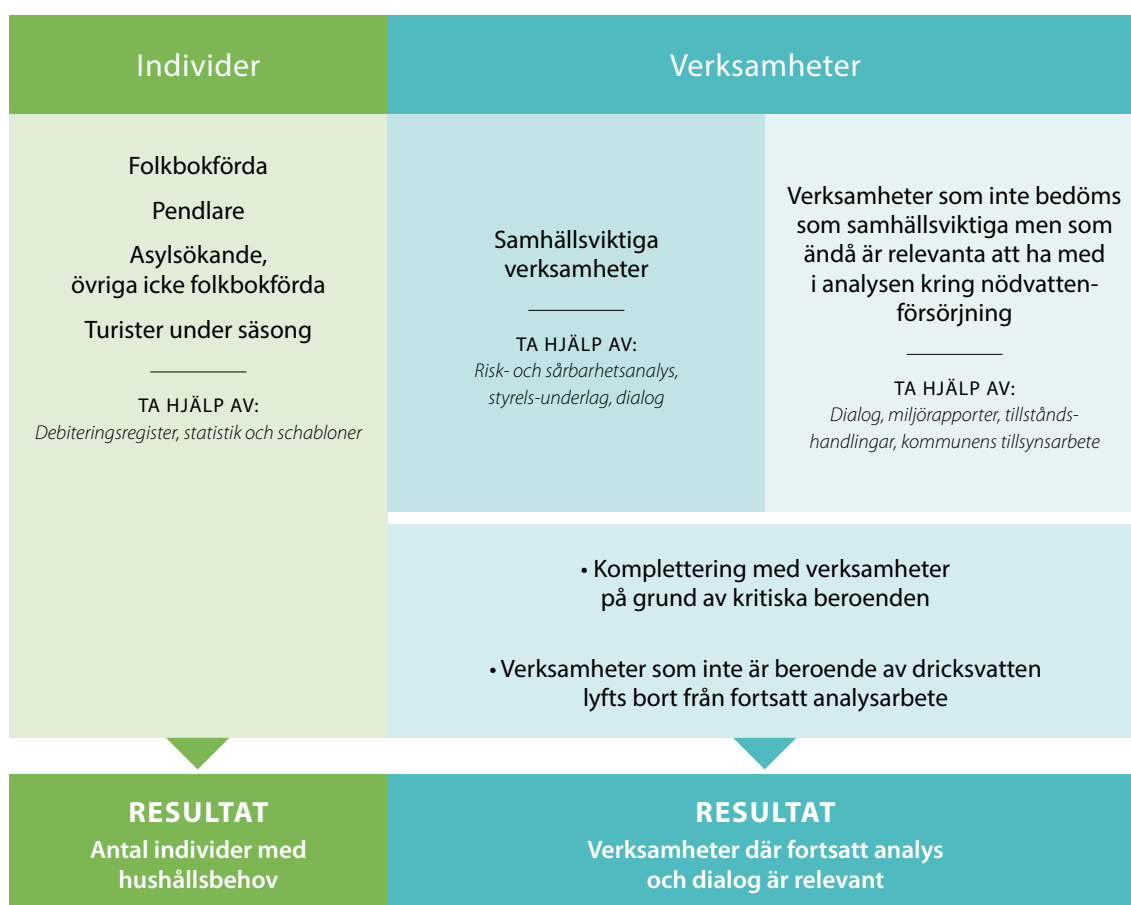 Individer
Verksamheter
Folkbokförda
Pendlare
Asylsökande,
övriga icke folkbokförda
Turister under säsong
TA HJÄLP AV:
Debiteringsregister, statistik och schabloner
Samhällsviktiga
verksamheter
TA HJÄLP AV:
Risk- och sårbarhetsanalys,
styrels-underlag, dialog
Verksamheter som inte bedöms
som samhällsviktiga men som
ändå är relevanta att ha med
i analysen kring nödvatten-
försörjning
TA HJÄLP AV:
Dialog, miljörapporter, tillstånds-
handlingar, kommunens tillsynsarbete
• Komplettering med verksamheter
på grund av kritiska beroenden
• Verksamheter som inte är beroende av dricksvatten
lyfts bort från fortsatt analysarbete
RESULTAT
Antal individer med
hushållsbehov
RESULTAT
Verksamheter där fortsatt analys
och dialog är relevant